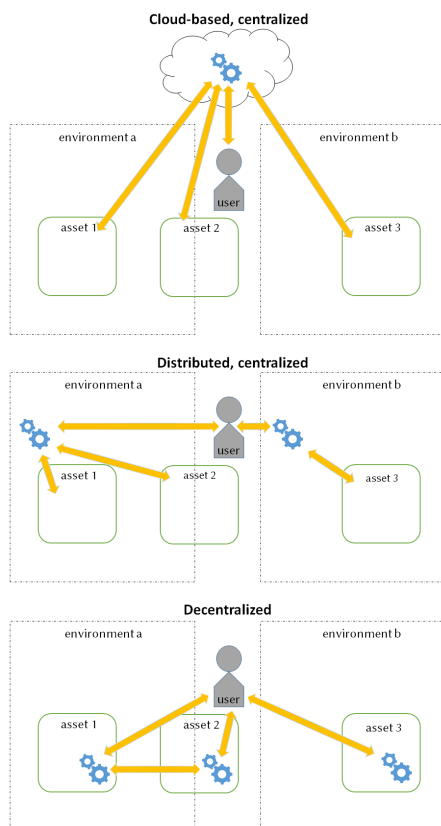 Cloud-based, centralized
environment a
environment b
user
asset 1
asset 2
asset 3
Distributed, centralized
environment a
environment b
user
asset 1
asset 2
asset 3
Decentralized
environment a
environment b
user
asset 1
asset 2
asset 3